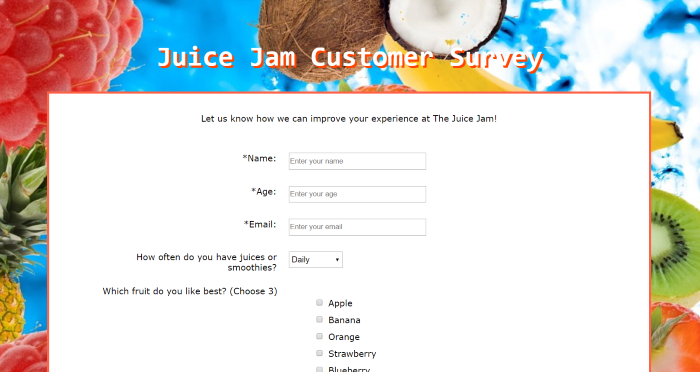 Juice Jam Customer Survey
Let us know how we can improve your experience at The Juice Jam!
*Name:
Enter your name
*Age:
Enter your age
*Email:
Enter your email
How often do you have juices or
smoothies?
Daily
Which fruit do you like best? (Choose 3)
Apple
Banana
Orange
Strawberry
Blueberry